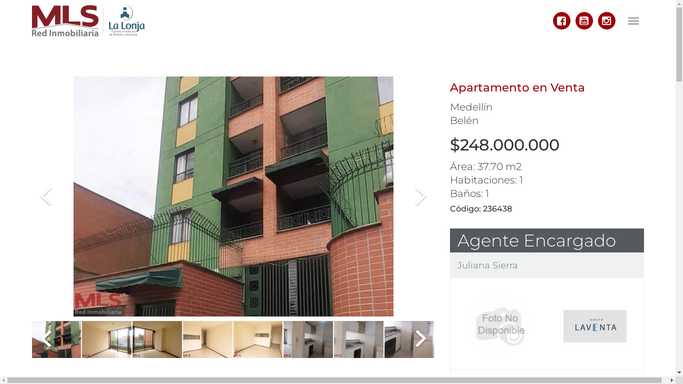 MLS
Red Inmobiliaria
La Lonja
Apartamento en Venta
Medellín
Belén
$248.000.000
Área: 37.70 m2
Habitaciones: 1
Baños: 1
Código: 236438
MLS
Red Inmobiliaria
Agente Encargado
Juliana Sierra
Foto No
Disponible
LAVENTA